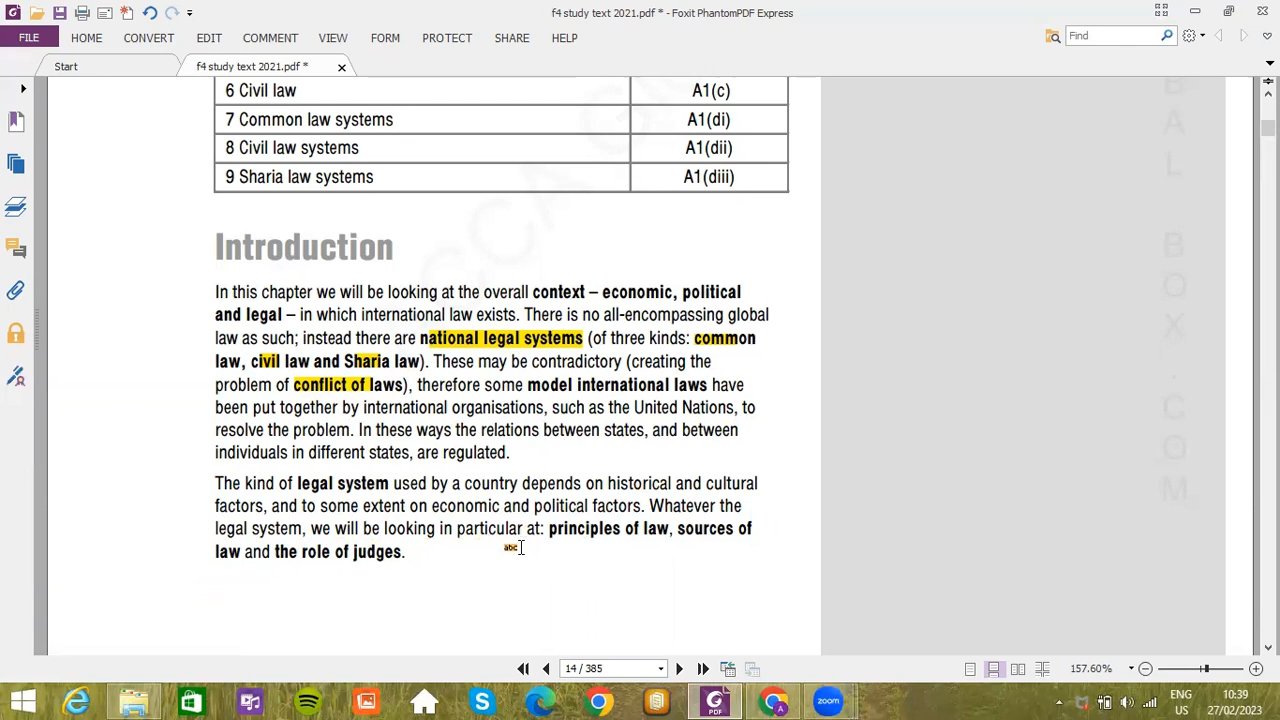 f4 study text 2021.pdf * - Foxit PhantomPDF Express
FILE HOME CONVERT EDIT COMMENT VIEW FORM PROTECT SHARE HELP Find
Start f4 study text 2021.pdf *
6 Civil law A1(c)
7 Common law systems A1(di)
8 Civil law systems A1(dii)
9 Sharia law systems A1(diii)
Introduction
In this chapter we will be looking at the overall context – economic, political
and legal – in which international law exists. There is no all-encompassing global
law as such; instead there are national legal systems (of three kinds: common
law, civil law and Sharia law). These may be contradictory (creating the
problem of conflict of laws), therefore some model international laws have
been put together by international organisations, such as the United Nations, to
resolve the problem. In these ways the relations between states, and between
individuals in different states, are regulated.
The kind of legal system used by a country depends on historical and cultural
factors, and to some extent on economic and political factors. Whatever the
legal system, we will be looking in particular at: principles of law, sources of
law and the role of judges.
abc
B
A
L
B
O
X
.
C
O
M
14 / 385 157.60%
PDF zoom ENG 10:39
US 27/02/2023